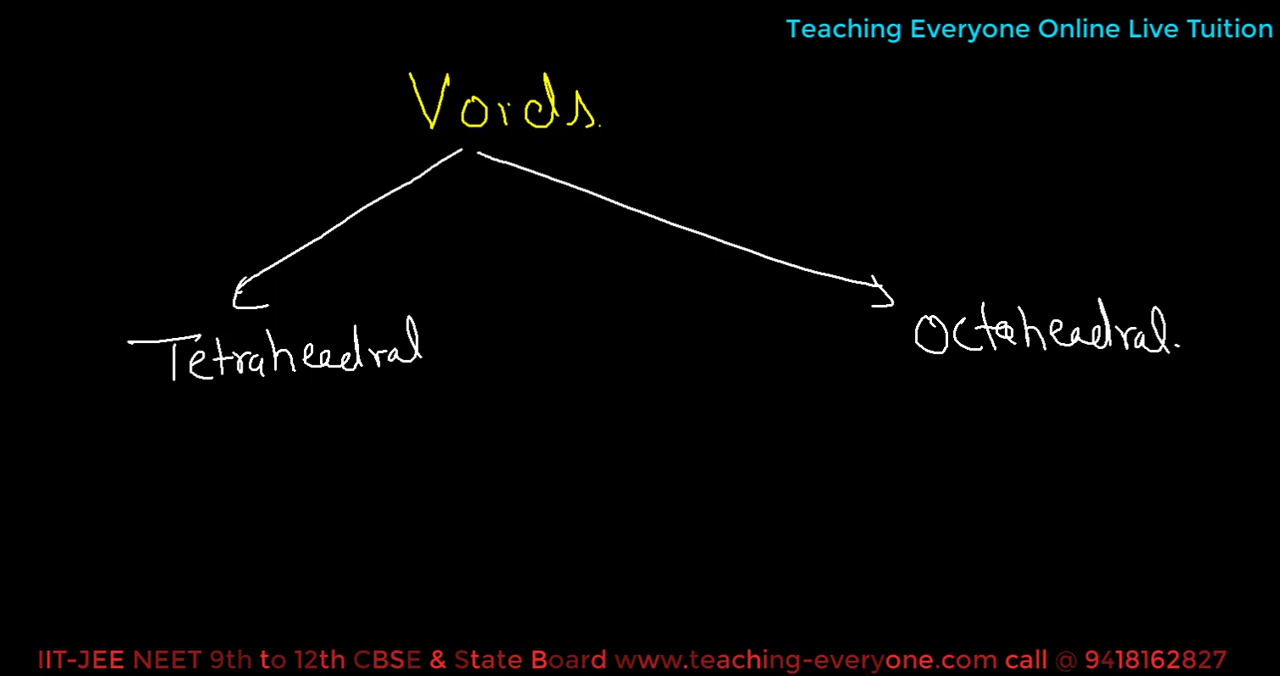 Teaching Everyone Online Live Tuition
Voids.
Tetraheadral
Octaheadral.
IIT-JEE NEET 9th to 12th CBSE & State Board www.teaching-everyone.com call @ 9418162827